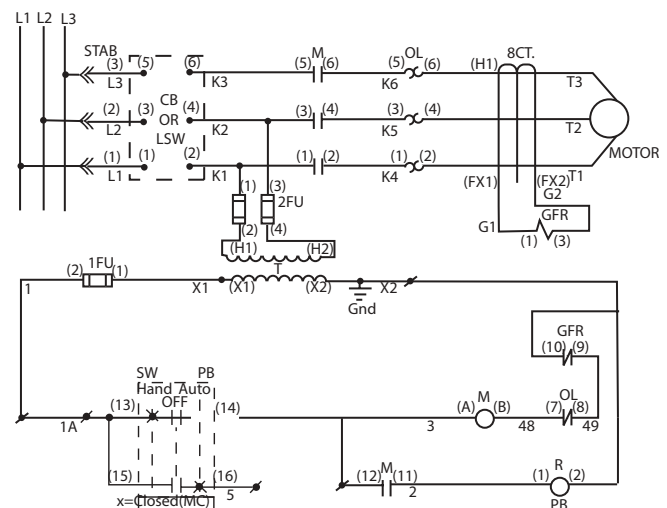 L1 L2 L3
STAB M OL 8CT.
(3) (5) (6) (5) (6) (5) (6) (H1)
L3 K3 K6 T3
(2) (3) CB (4) (3) (4) (3) (4)
L2 OR K2 K5 T2
LSW MOTOR
(1) (1) (2) (1) (2) (1) (2)
L1 K1 K4 T1
(FX1) (FX2)
G2
(1) (3) 2FU G1 GFR
(2) (4) (1) (3)
(H1) (H2)
1FU T
(2) (1)
1 X1 (X1) (X2) X2
Gnd
GFR
(10) (9)
SW PB
Hand Auto
OFF M OL
(13) (14) (A) (B) (7) (8)
1A 3 48 49
(15) (16) M R
(12) (11) (1) (2)
5 2 PB
x=Closed(MC)